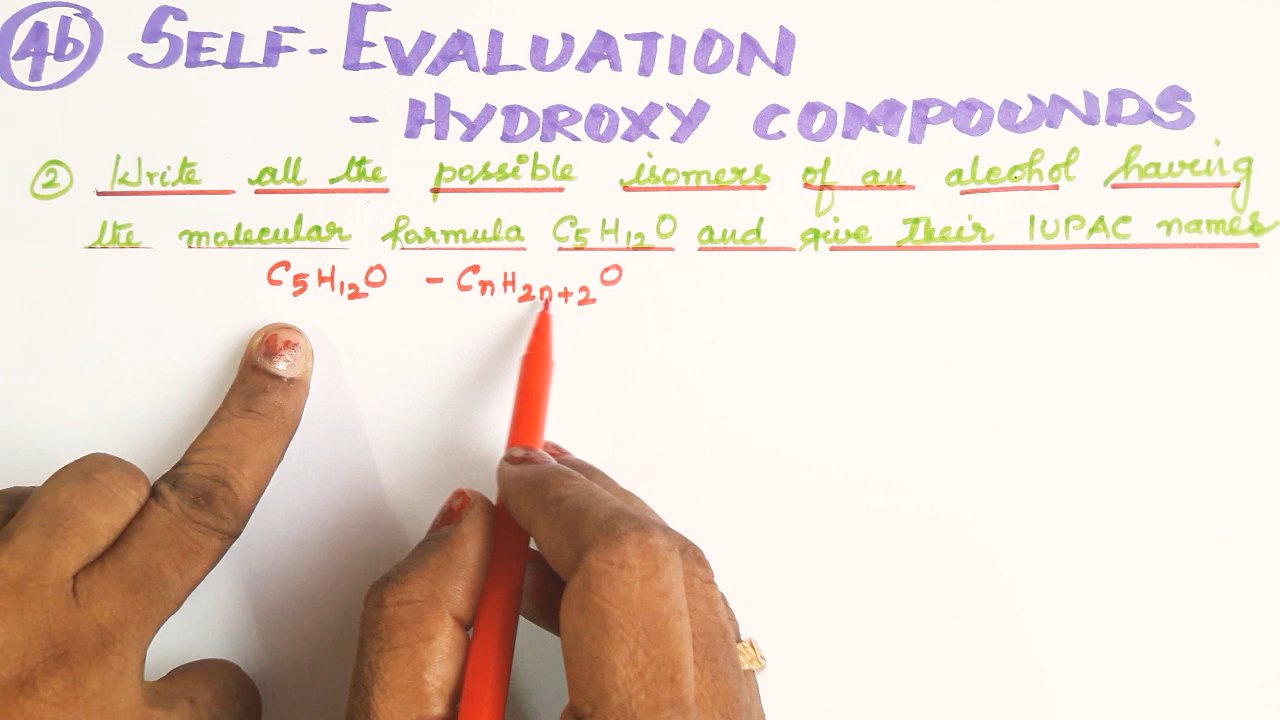 4b SELF-EVALUATION
- HYDROXY COMPOUNDS
2 Write all the possible isomers of an alcohol having
the molecular formula C₅H₁₂O and give their IUPAC names
C₅H₁₂O - CₙH₂ₙ₊₂O